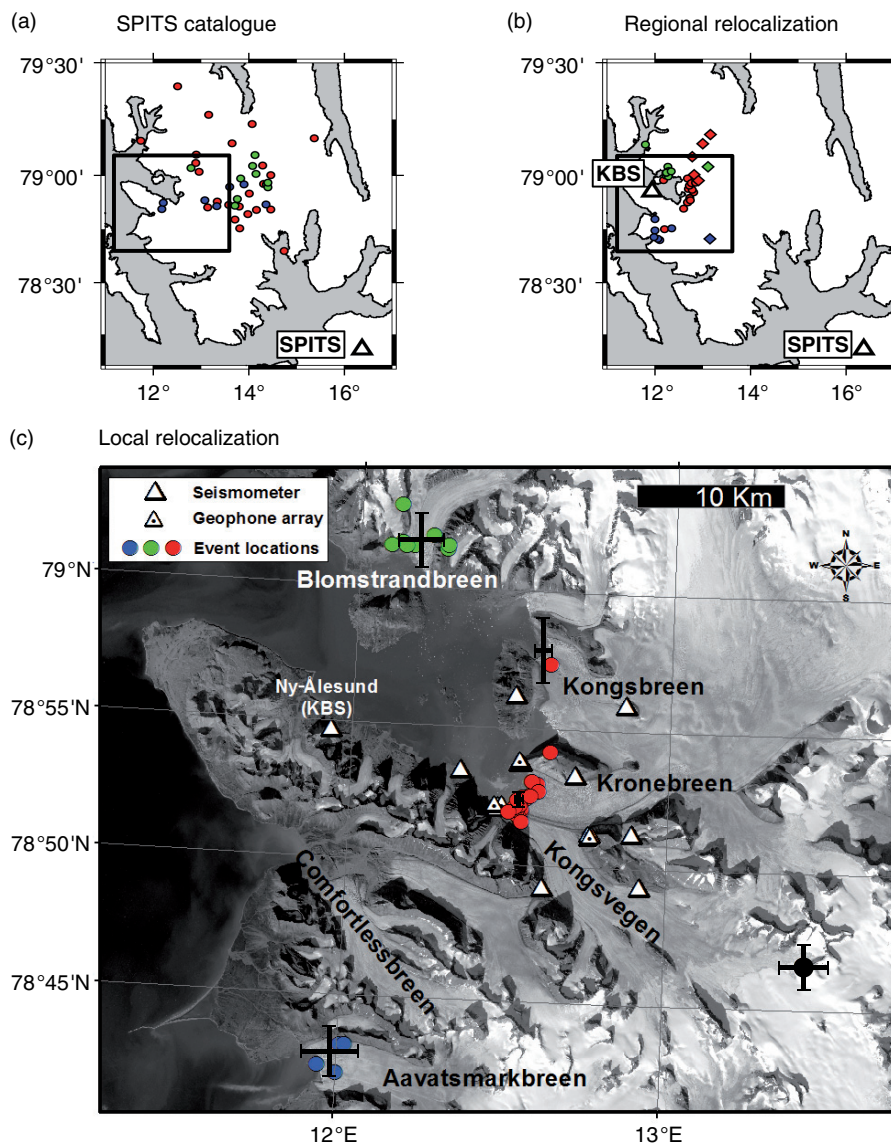 (a) SPITS catalogue
(b) Regional relocalization
79°30'
79°00'
78°30'
SPITS
12° 14° 16°
79°30'
79°00'
78°30'
KBS
SPITS
12° 14° 16°
(c) Local relocalization
Seismometer
Geophone array
Event locations
10 Km
N
W E
S
79°N
78°55'N
78°50'N
78°45'N
Blomstrandbreen
Ny-Ålesund
(KBS)
Kongsbreen
Kronebreen
Kongsvegen
Comfortlessbreen
Aavatsmarkbreen
12°E 13°E